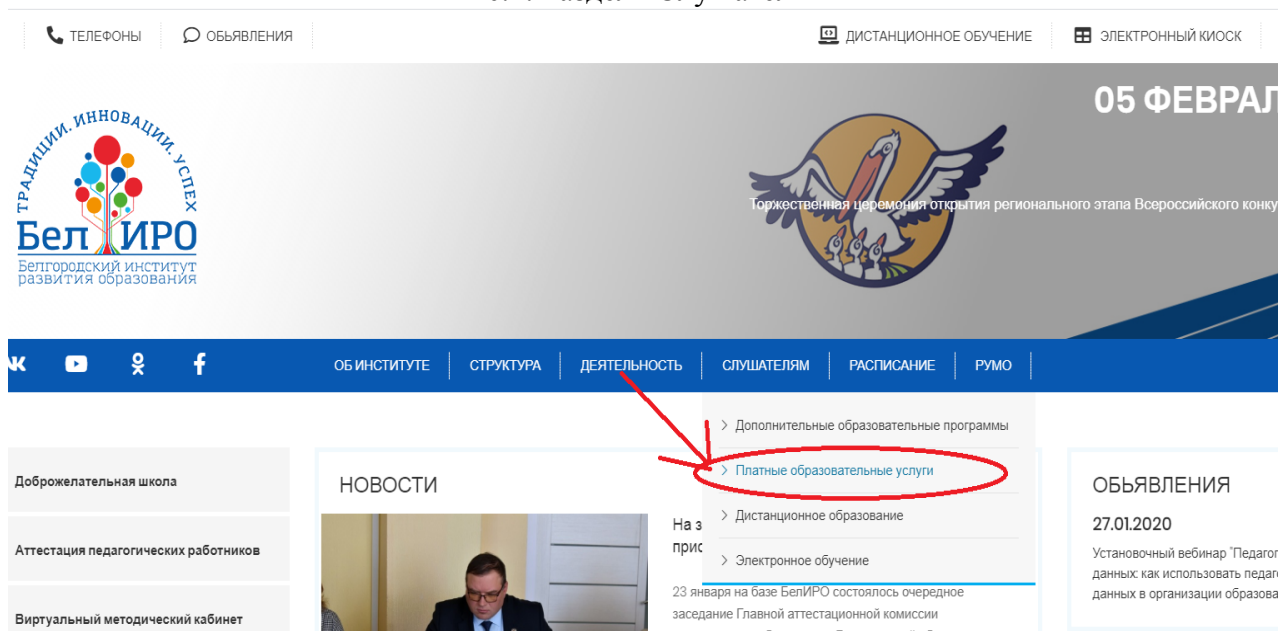 ТЕЛЕФОНЫ
ОБЬЯВЛЕНИЯ
ДИСТАНЦИОННОЕ ОБУЧЕНИЕ
ЭЛЕКТРОННЫЙ КИОСК
ТРАДИЦИИ. ИННОВАЦИИ. УСПЕХ
БелИРО
Белгородский институт
развития образования
05 ФЕВРАЛ
Торжественная церемония открытия регионального этапа Всероссийского конку
ОБ ИНСТИТУТЕ
СТРУКТУРА
ДЕЯТЕЛЬНОСТЬ
СЛУШАТЕЛЯМ
РАСПИСАНИЕ
РУМО
> Дополнительные образовательные программы
> Платные образовательные услуги
> Дистанционное образование
> Электронное обучение
Доброжелательная школа
Аттестация педагогических работников
Виртуальный методический кабинет
НОВОСТИ
На з
прис
23 января на базе БелИРО состоялось очередное
заседание Главной аттестационной комиссии
ОБЬЯВЛЕНИЯ
27.01.2020
Установочный вебинар "Педагог
данных: как использовать педаго
данных в организации образова